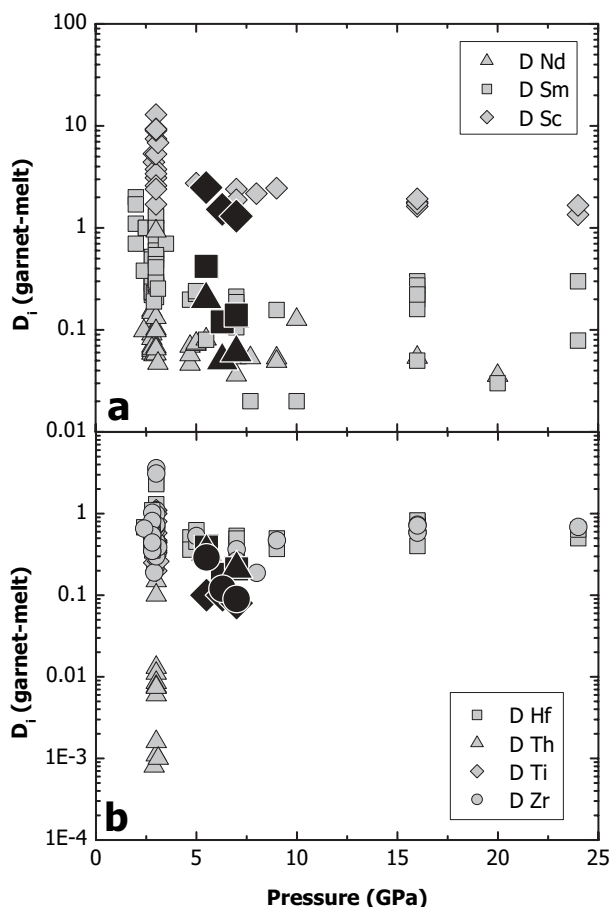 100
10
1
0.1
0.01
D_i (garnet-melt)
D Nd
D Sm
D Sc
a
1
0.1
0.01
1E-3
1E-4
D_i (garnet-melt)
D Hf
D Th
D Ti
D Zr
b
0 5 10 15 20 25
Pressure (GPa)